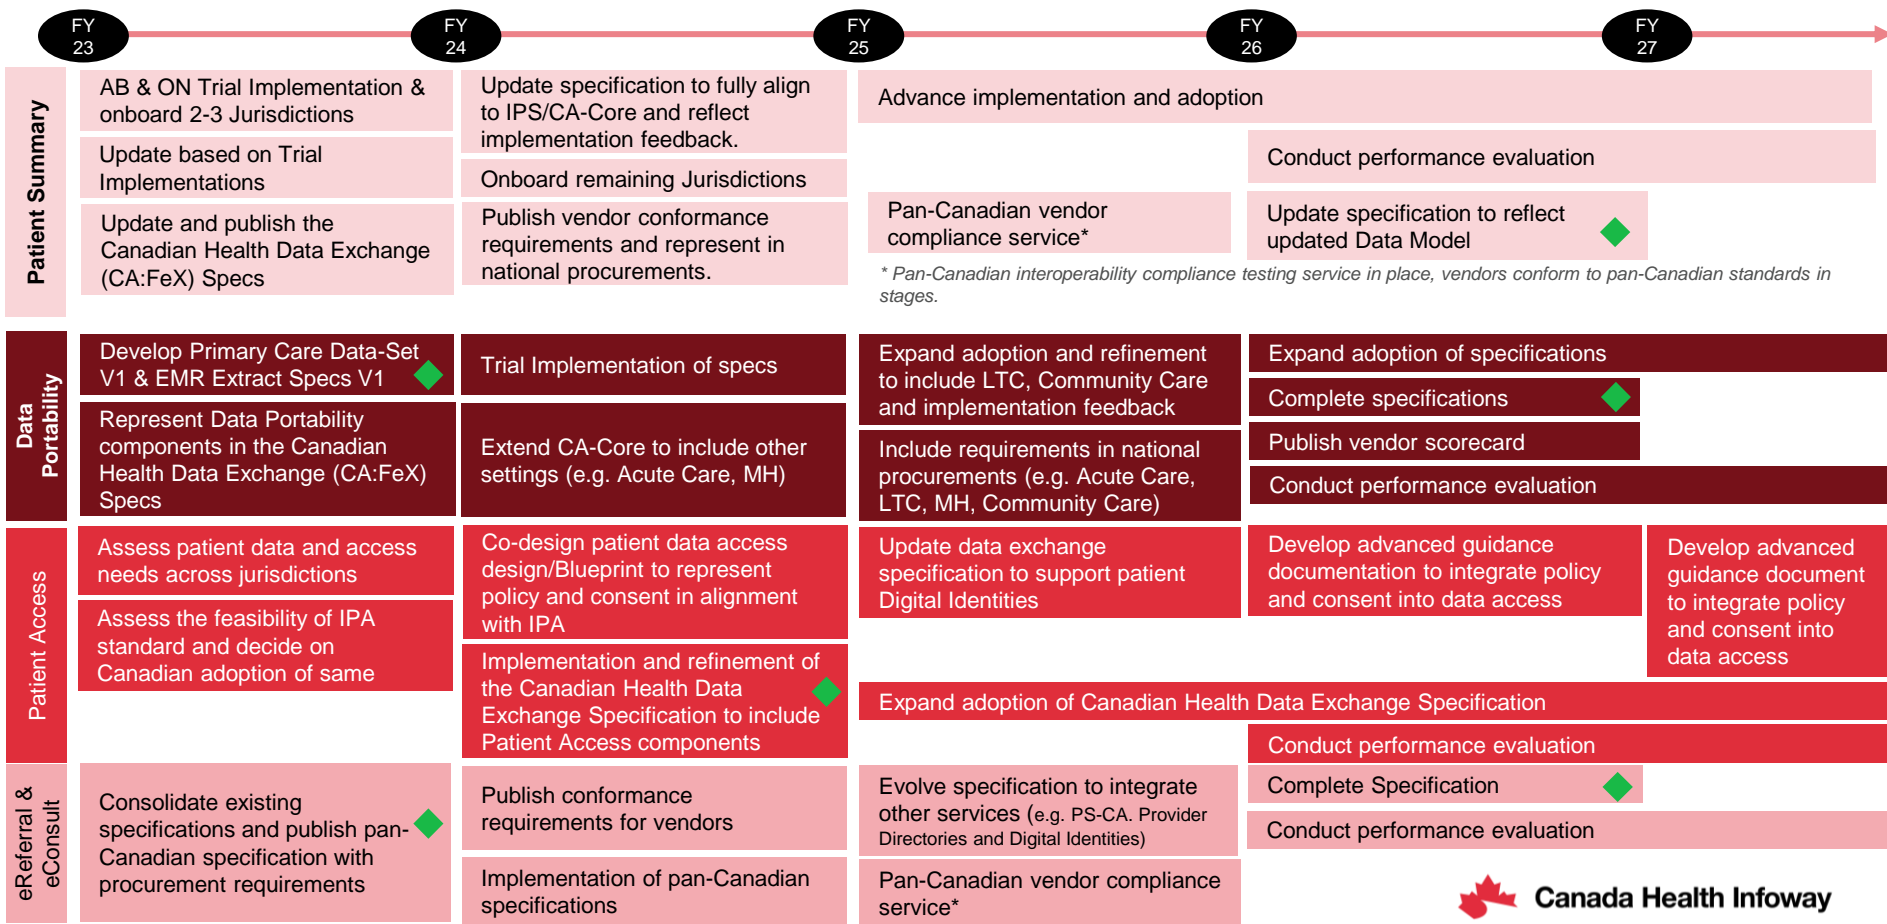 FY
23
FY
24
FY
25
FY
26
FY
27
Patient Summary
AB & ON Trial Implementation &
onboard 2-3 Jurisdictions
Update based on Trial
Implementations
Update and publish the
Canadian Health Data Exchange
(CA:FeX) Specs
Update specification to fully align
to IPS/CA-Core and reflect
implementation feedback.
Onboard remaining Jurisdictions
Publish vendor conformance
requirements and represent in
national procurements.
Advance implementation and adoption
Conduct performance evaluation
Pan-Canadian vendor
compliance service*
Update specification to reflect
updated Data Model
* Pan-Canadian interoperability compliance testing service in place, vendors conform to pan-Canadian standards in
stages.
Data
Portability
Develop Primary Care Data-Set
V1 & EMR Extract Specs V1
Represent Data Portability
components in the Canadian
Health Data Exchange (CA:FeX)
Specs
Trial Implementation of specs
Extend CA-Core to include other
settings (e.g. Acute Care, MH)
Expand adoption and refinement
to include LTC, Community Care
and implementation feedback
Include requirements in national
procurements (e.g. Acute Care,
LTC, MH, Community Care)
Expand adoption of specifications
Complete specifications
Publish vendor scorecard
Conduct performance evaluation
Patient Access
Assess patient data and access
needs across jurisdictions
Assess the feasibility of IPA
standard and decide on
Canadian adoption of same
Co-design patient data access
design/Blueprint to represent
policy and consent in alignment
with IPA
Implementation and refinement of
the Canadian Health Data
Exchange Specification to include
Patient Access components
Update data exchange
specification to support patient
Digital Identities
Develop advanced guidance
documentation to integrate policy
and consent into data access
Develop advanced
guidance document
to integrate policy
and consent into
data access
Expand adoption of Canadian Health Data Exchange Specification
Conduct performance evaluation
eReferral &
eConsult
Consolidate existing
specifications and publish pan-
Canadian specification with
procurement requirements
Publish conformance
requirements for vendors
Implementation of pan-Canadian
specifications
Evolve specification to integrate
other services (e.g. PS-CA. Provider
Directories and Digital Identities)
Pan-Canadian vendor compliance
service*
Complete Specification
Conduct performance evaluation
Canada Health Infoway